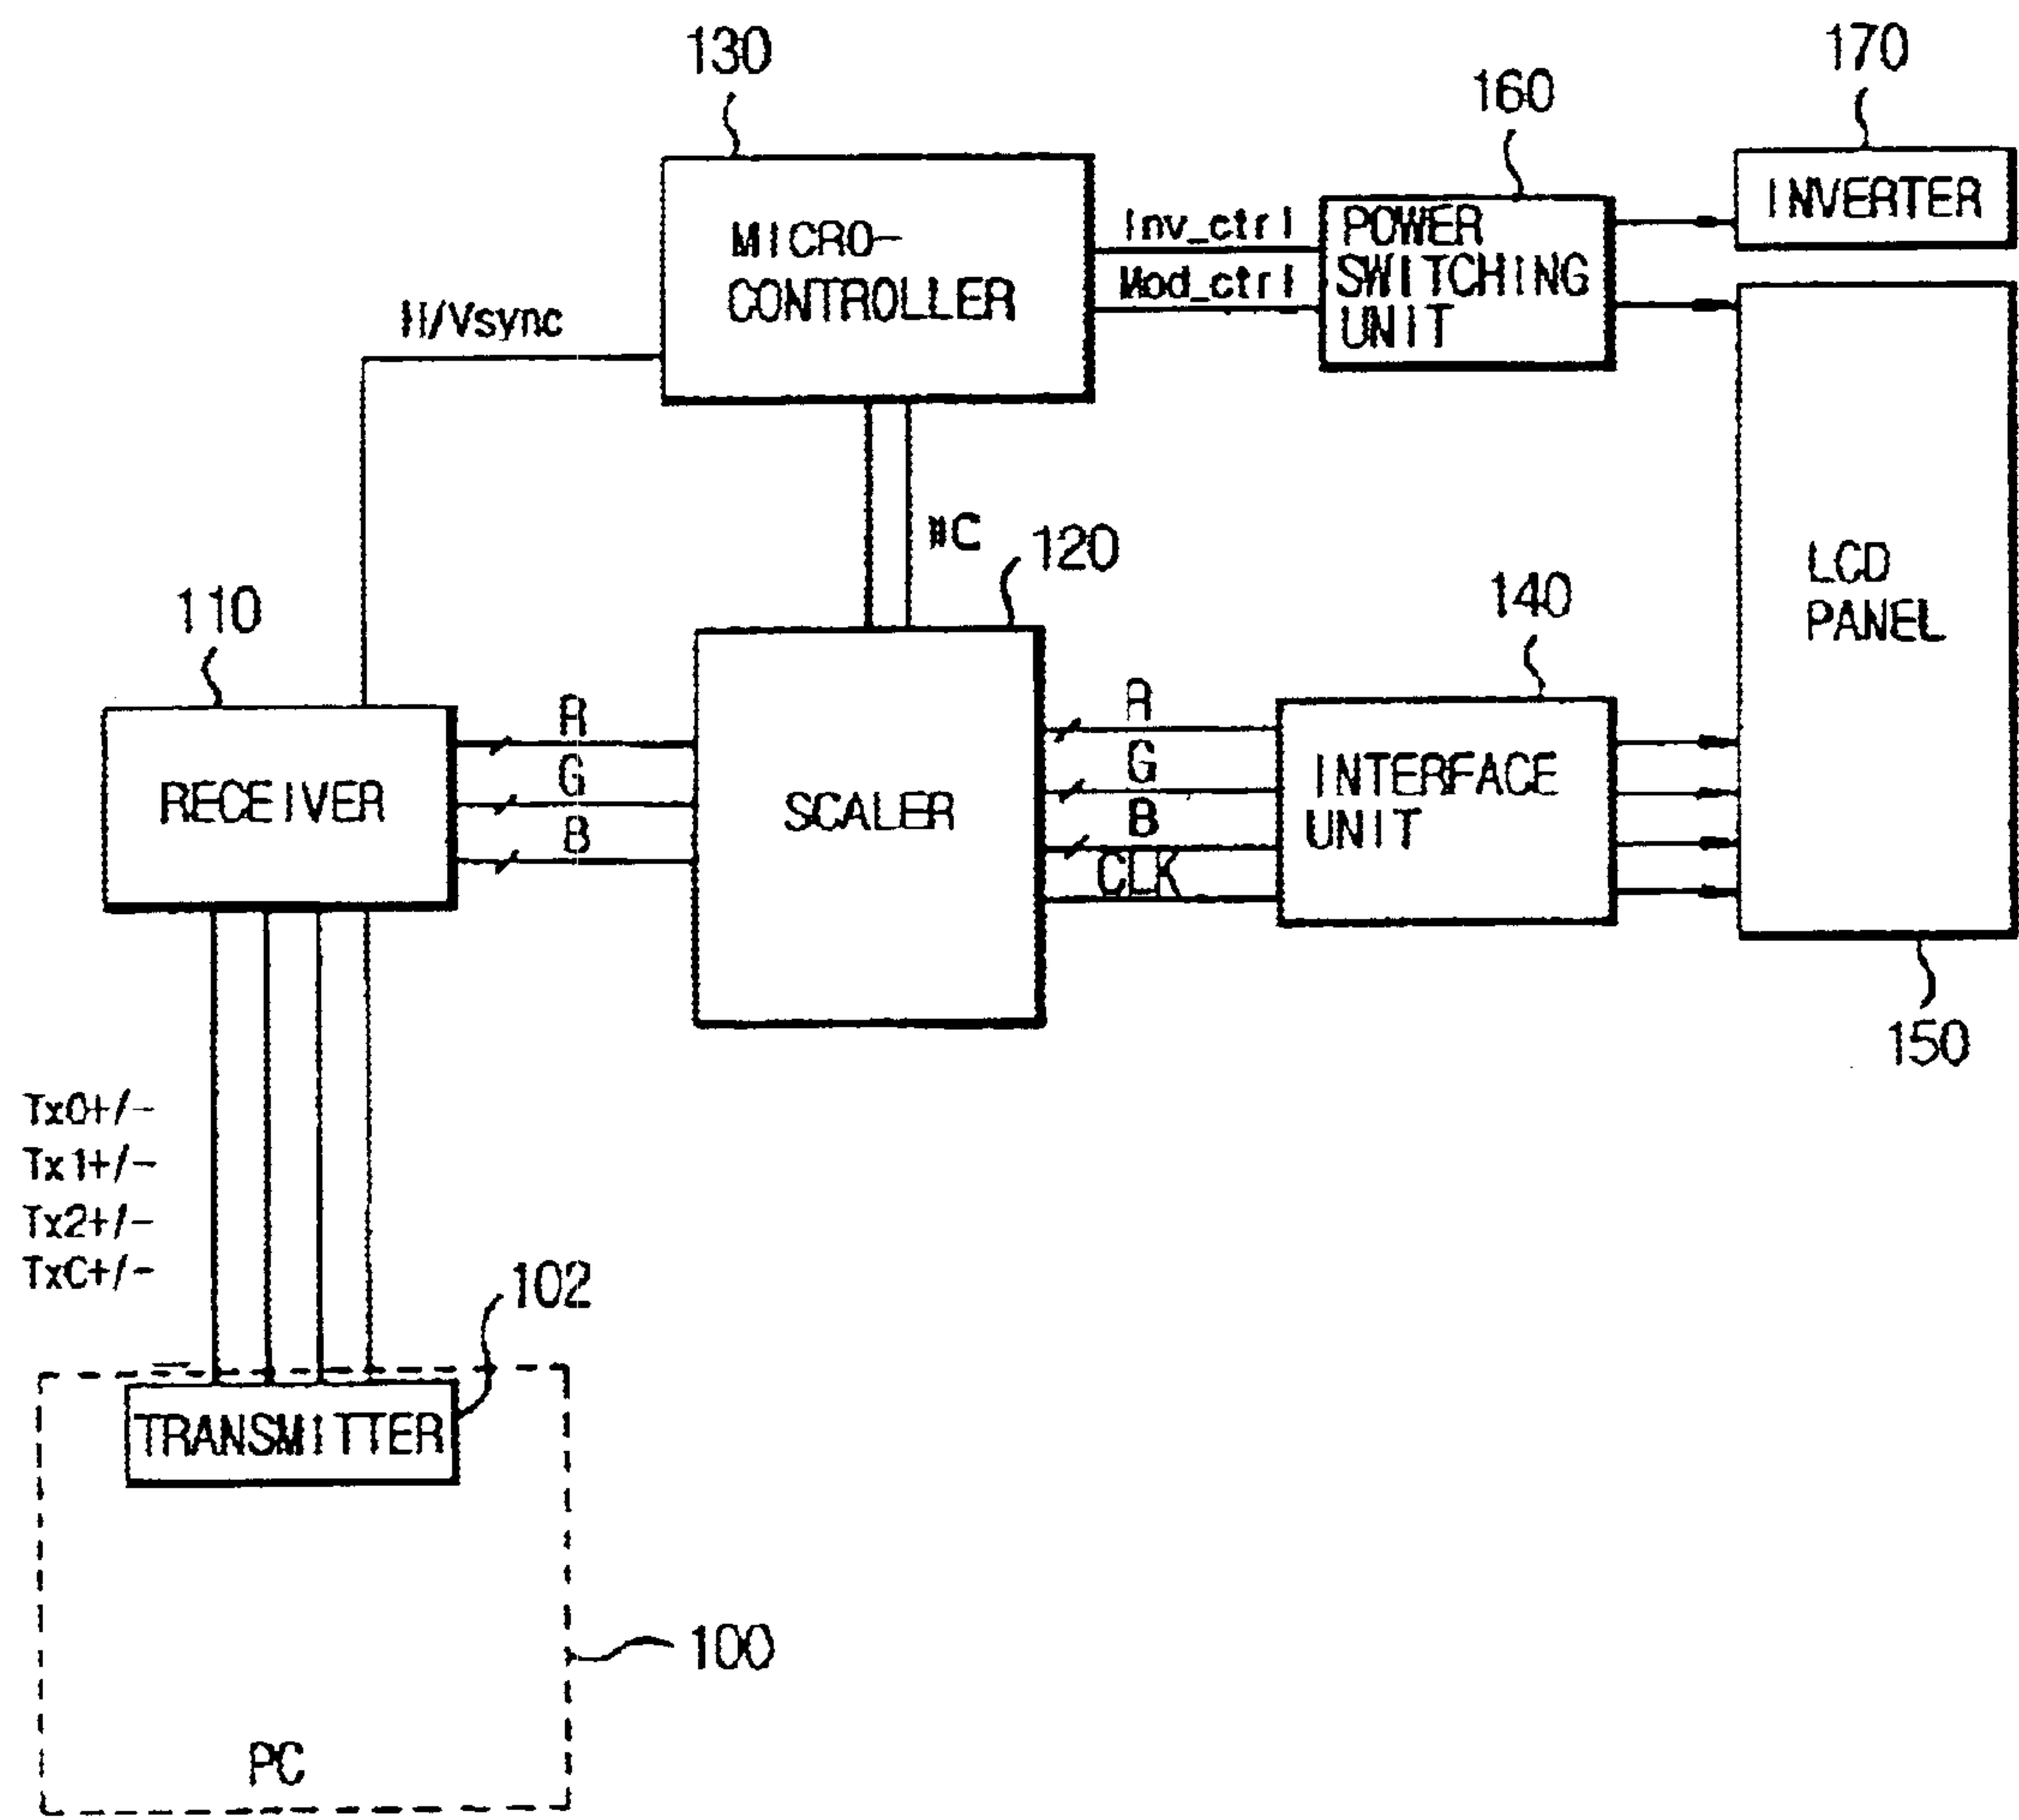 130
170
160
INVERTER
MICRO-
CONTROLLER
Inv_ctrl
Mod_ctrl
POWER
SWITCHING
UNIT
H/Vsync
LCD
PANEL
120
140
110
RECEIVER
R
G
B
SCALER
R
G
B
CLK
INTERFACE
UNIT
150
Tx0+/-
Tx1+/-
Tx2+/-
TxC+/-
102
TRANSMITTER
100
PC